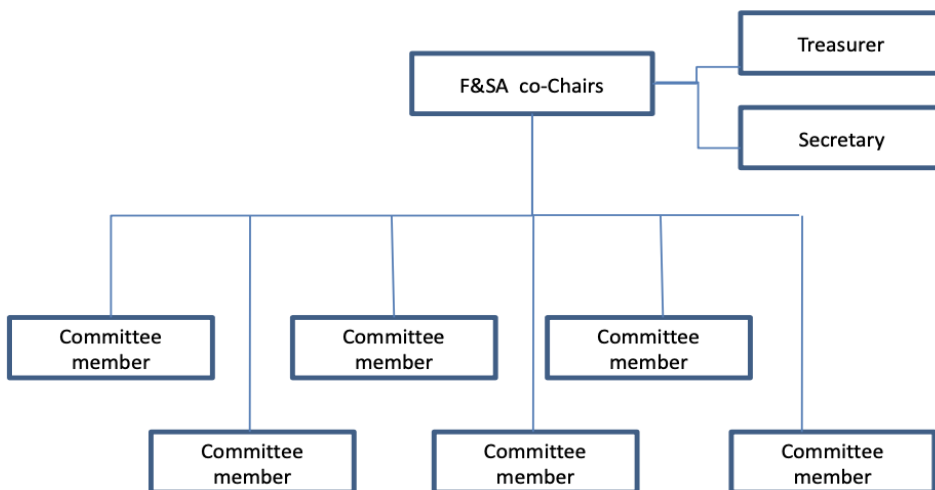 Treasurer
F&SA co-Chairs
Secretary
Committee
member
Committee
member
Committee
member
Committee
member
Committee
member
Committee
member